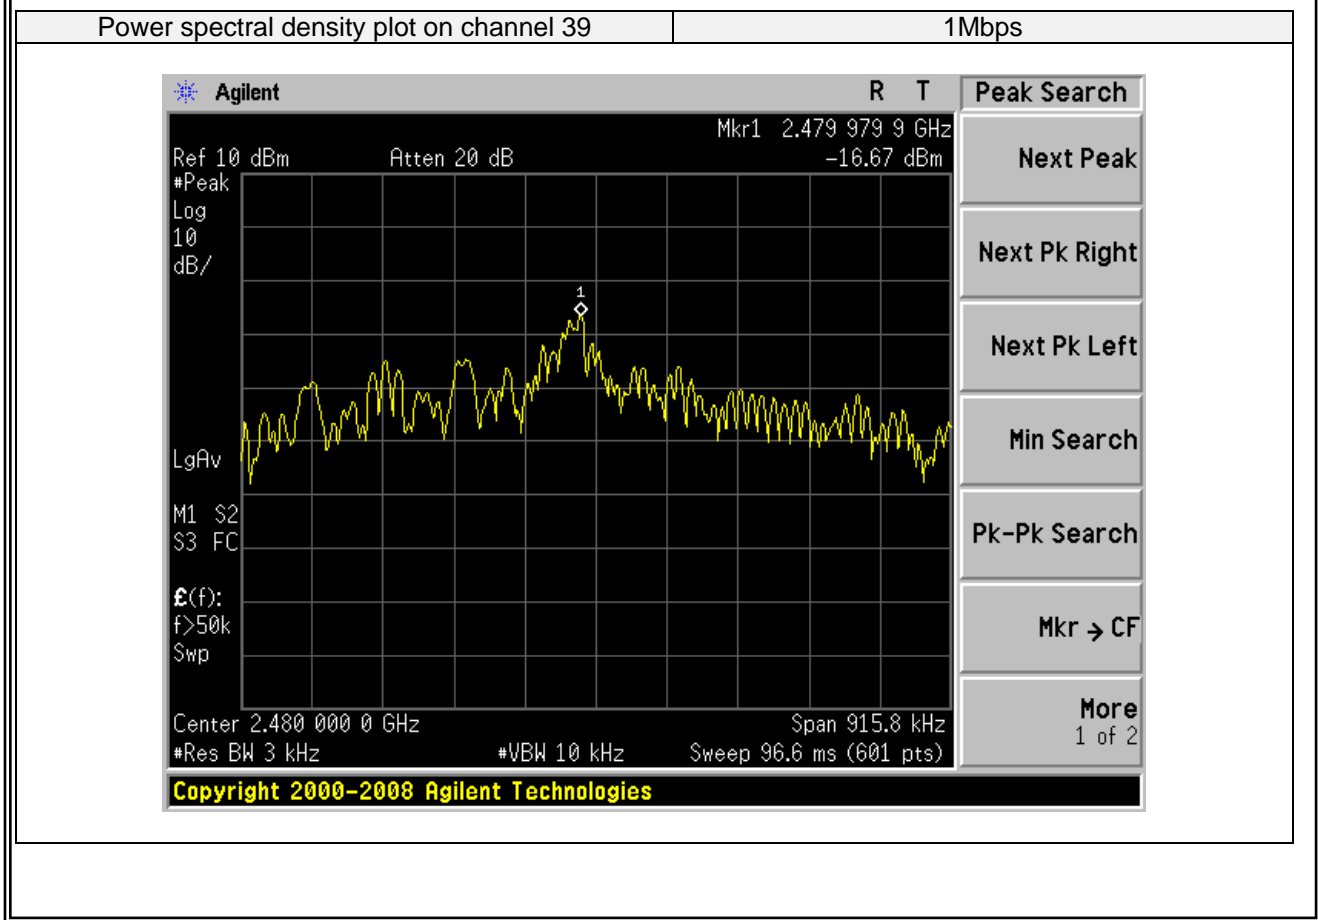 Power spectral density plot on channel 39 1Mbps
Agilent R T Peak Search
Mkr1 2.479 979 9 GHz
Ref 10 dBm Atten 20 dB -16.67 dBm
#Peak
Log
10
dB/
1
LgAv
M1 S2
S3 FC
£(f):
f>50k
Swp
Center 2.480 000 0 GHz Span 915.8 kHz
#Res BW 3 kHz #VBW 10 kHz Sweep 96.6 ms (601 pts)
Next Peak
Next Pk Right
Next Pk Left
Min Search
Pk-Pk Search
Mkr → CF
More
1 of 2
Copyright 2000-2008 Agilent Technologies